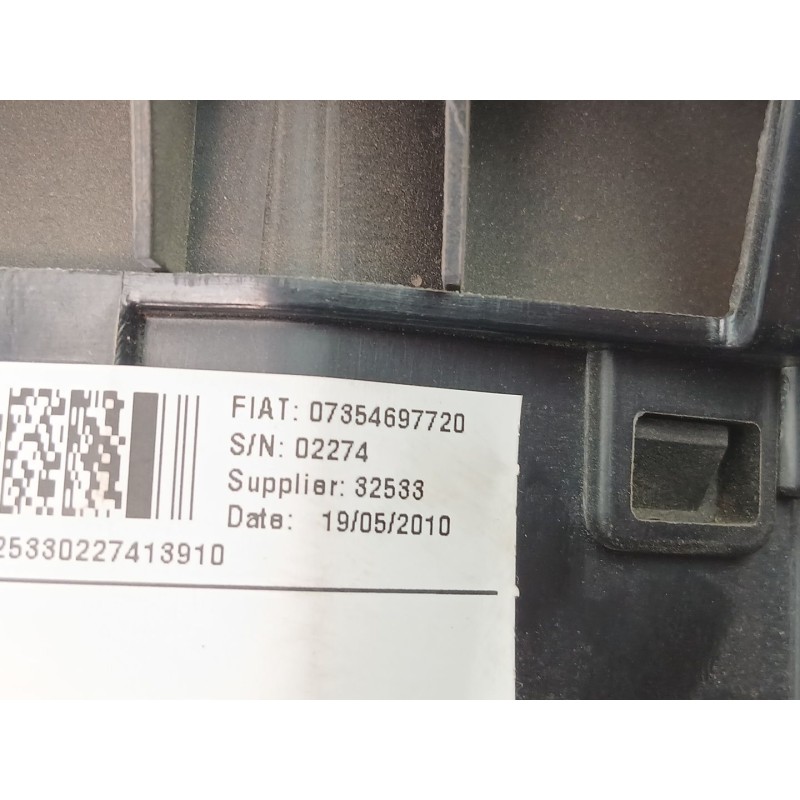 FIAT: 07354697720
S/N: 02274
Supplier: 32533
Date: 19/05/2010
25330227413910